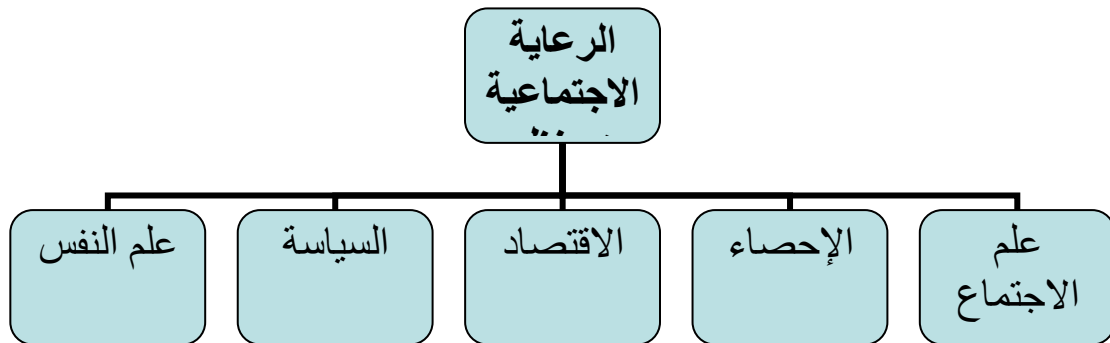 الرعاية
الاجتماعية
علم
الاجتماع
الإحصاء
الاقتصاد
السياسة
علم النفس